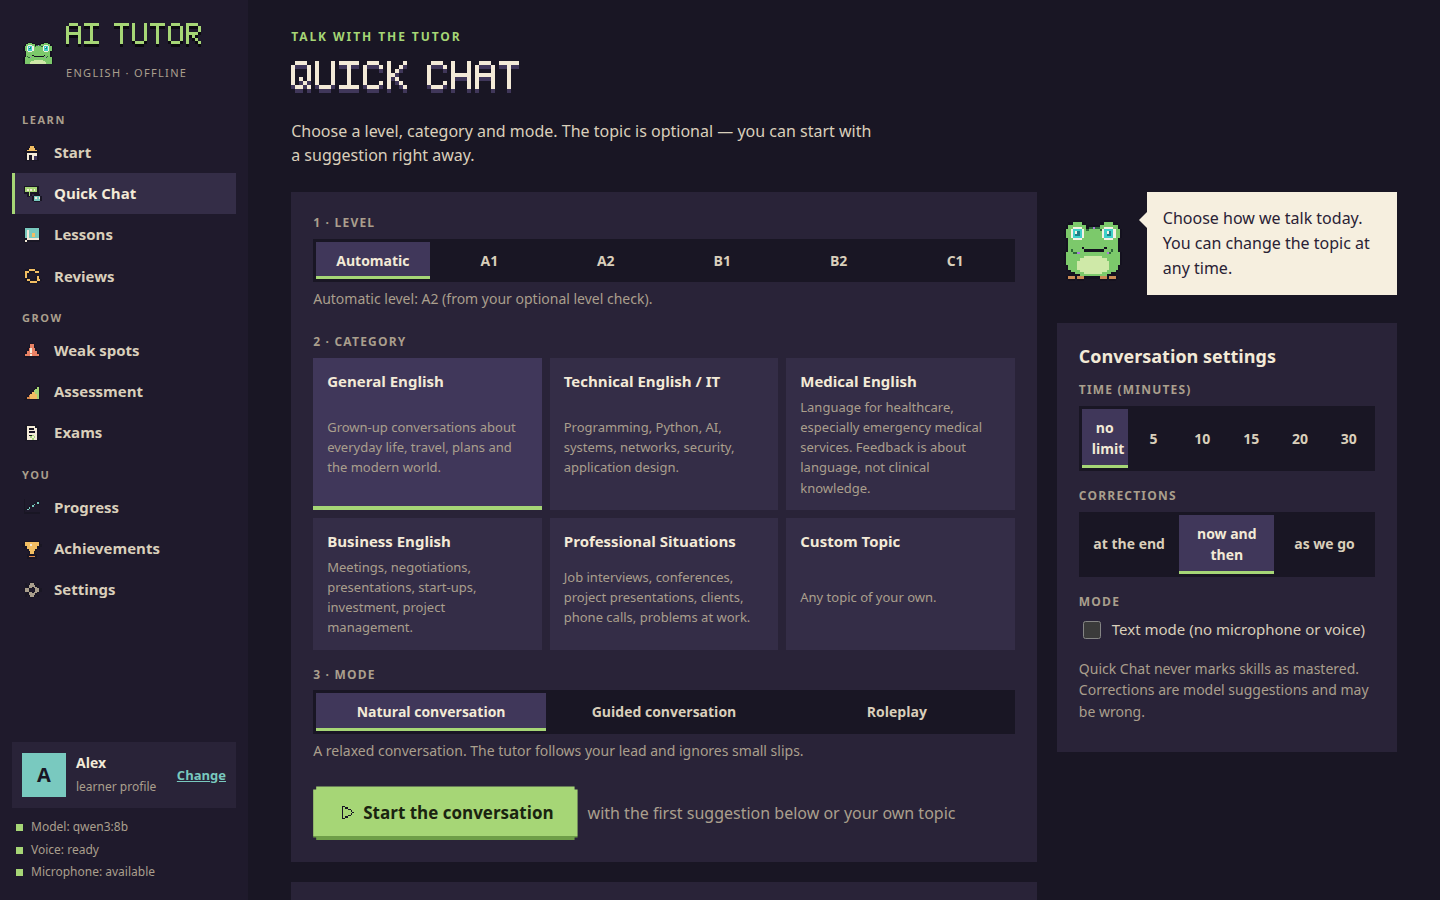 AI TUTOR
ENGLISH · OFFLINE
LEARN
Start
Quick Chat
Lessons
Reviews
GROW
Weak spots
Assessment
Exams
YOU
Progress
Achievements
Settings
A
Alex
learner profile
Change
Model: qwen3:8b
Voice: ready
Microphone: available
TALK WITH THE TUTOR
QUICK CHAT
Choose a level, category and mode. The topic is optional — you can start with
a suggestion right away.
1 · LEVEL
Automatic A1 A2 B1 B2 C1
Automatic level: A2 (from your optional level check).
2 · CATEGORY
General English
Grown-up conversations about
everyday life, travel, plans and
the modern world.
Technical English / IT
Programming, Python, AI,
systems, networks, security,
application design.
Medical English
Language for healthcare,
especially emergency medical
services. Feedback is about
language, not clinical
knowledge.
Business English
Meetings, negotiations,
presentations, start-ups,
investment, project
management.
Professional Situations
Job interviews, conferences,
project presentations, clients,
phone calls, problems at work.
Custom Topic
Any topic of your own.
3 · MODE
Natural conversation Guided conversation Roleplay
A relaxed conversation. The tutor follows your lead and ignores small slips.
Start the conversation with the first suggestion below or your own topic
Choose how we talk today.
You can change the topic at
any time.
Conversation settings
TIME (MINUTES)
no
limit
5 10 15 20 30
CORRECTIONS
at the end
now and
then
as we go
MODE
Text mode (no microphone or voice)
Quick Chat never marks skills as mastered.
Corrections are model suggestions and may
be wrong.